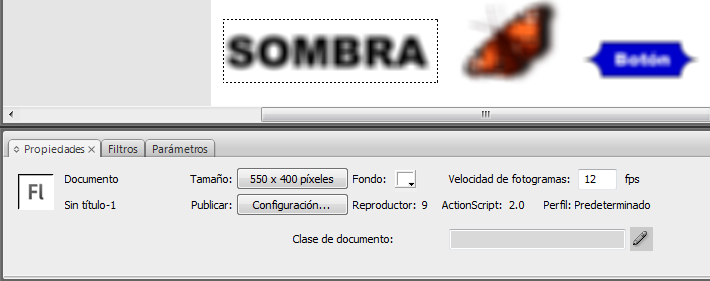 SOMBRA
Botón
Propiedades × Filtros Parámetros
Fl Documento Tamaño: 550 x 400 píxeles Fondo: Velocidad de fotogramas: 12 fps
Sin título-1 Publicar: Configuración... Reproductor: 9 ActionScript: 2.0 Perfil: Predeterminado
Clase de documento: